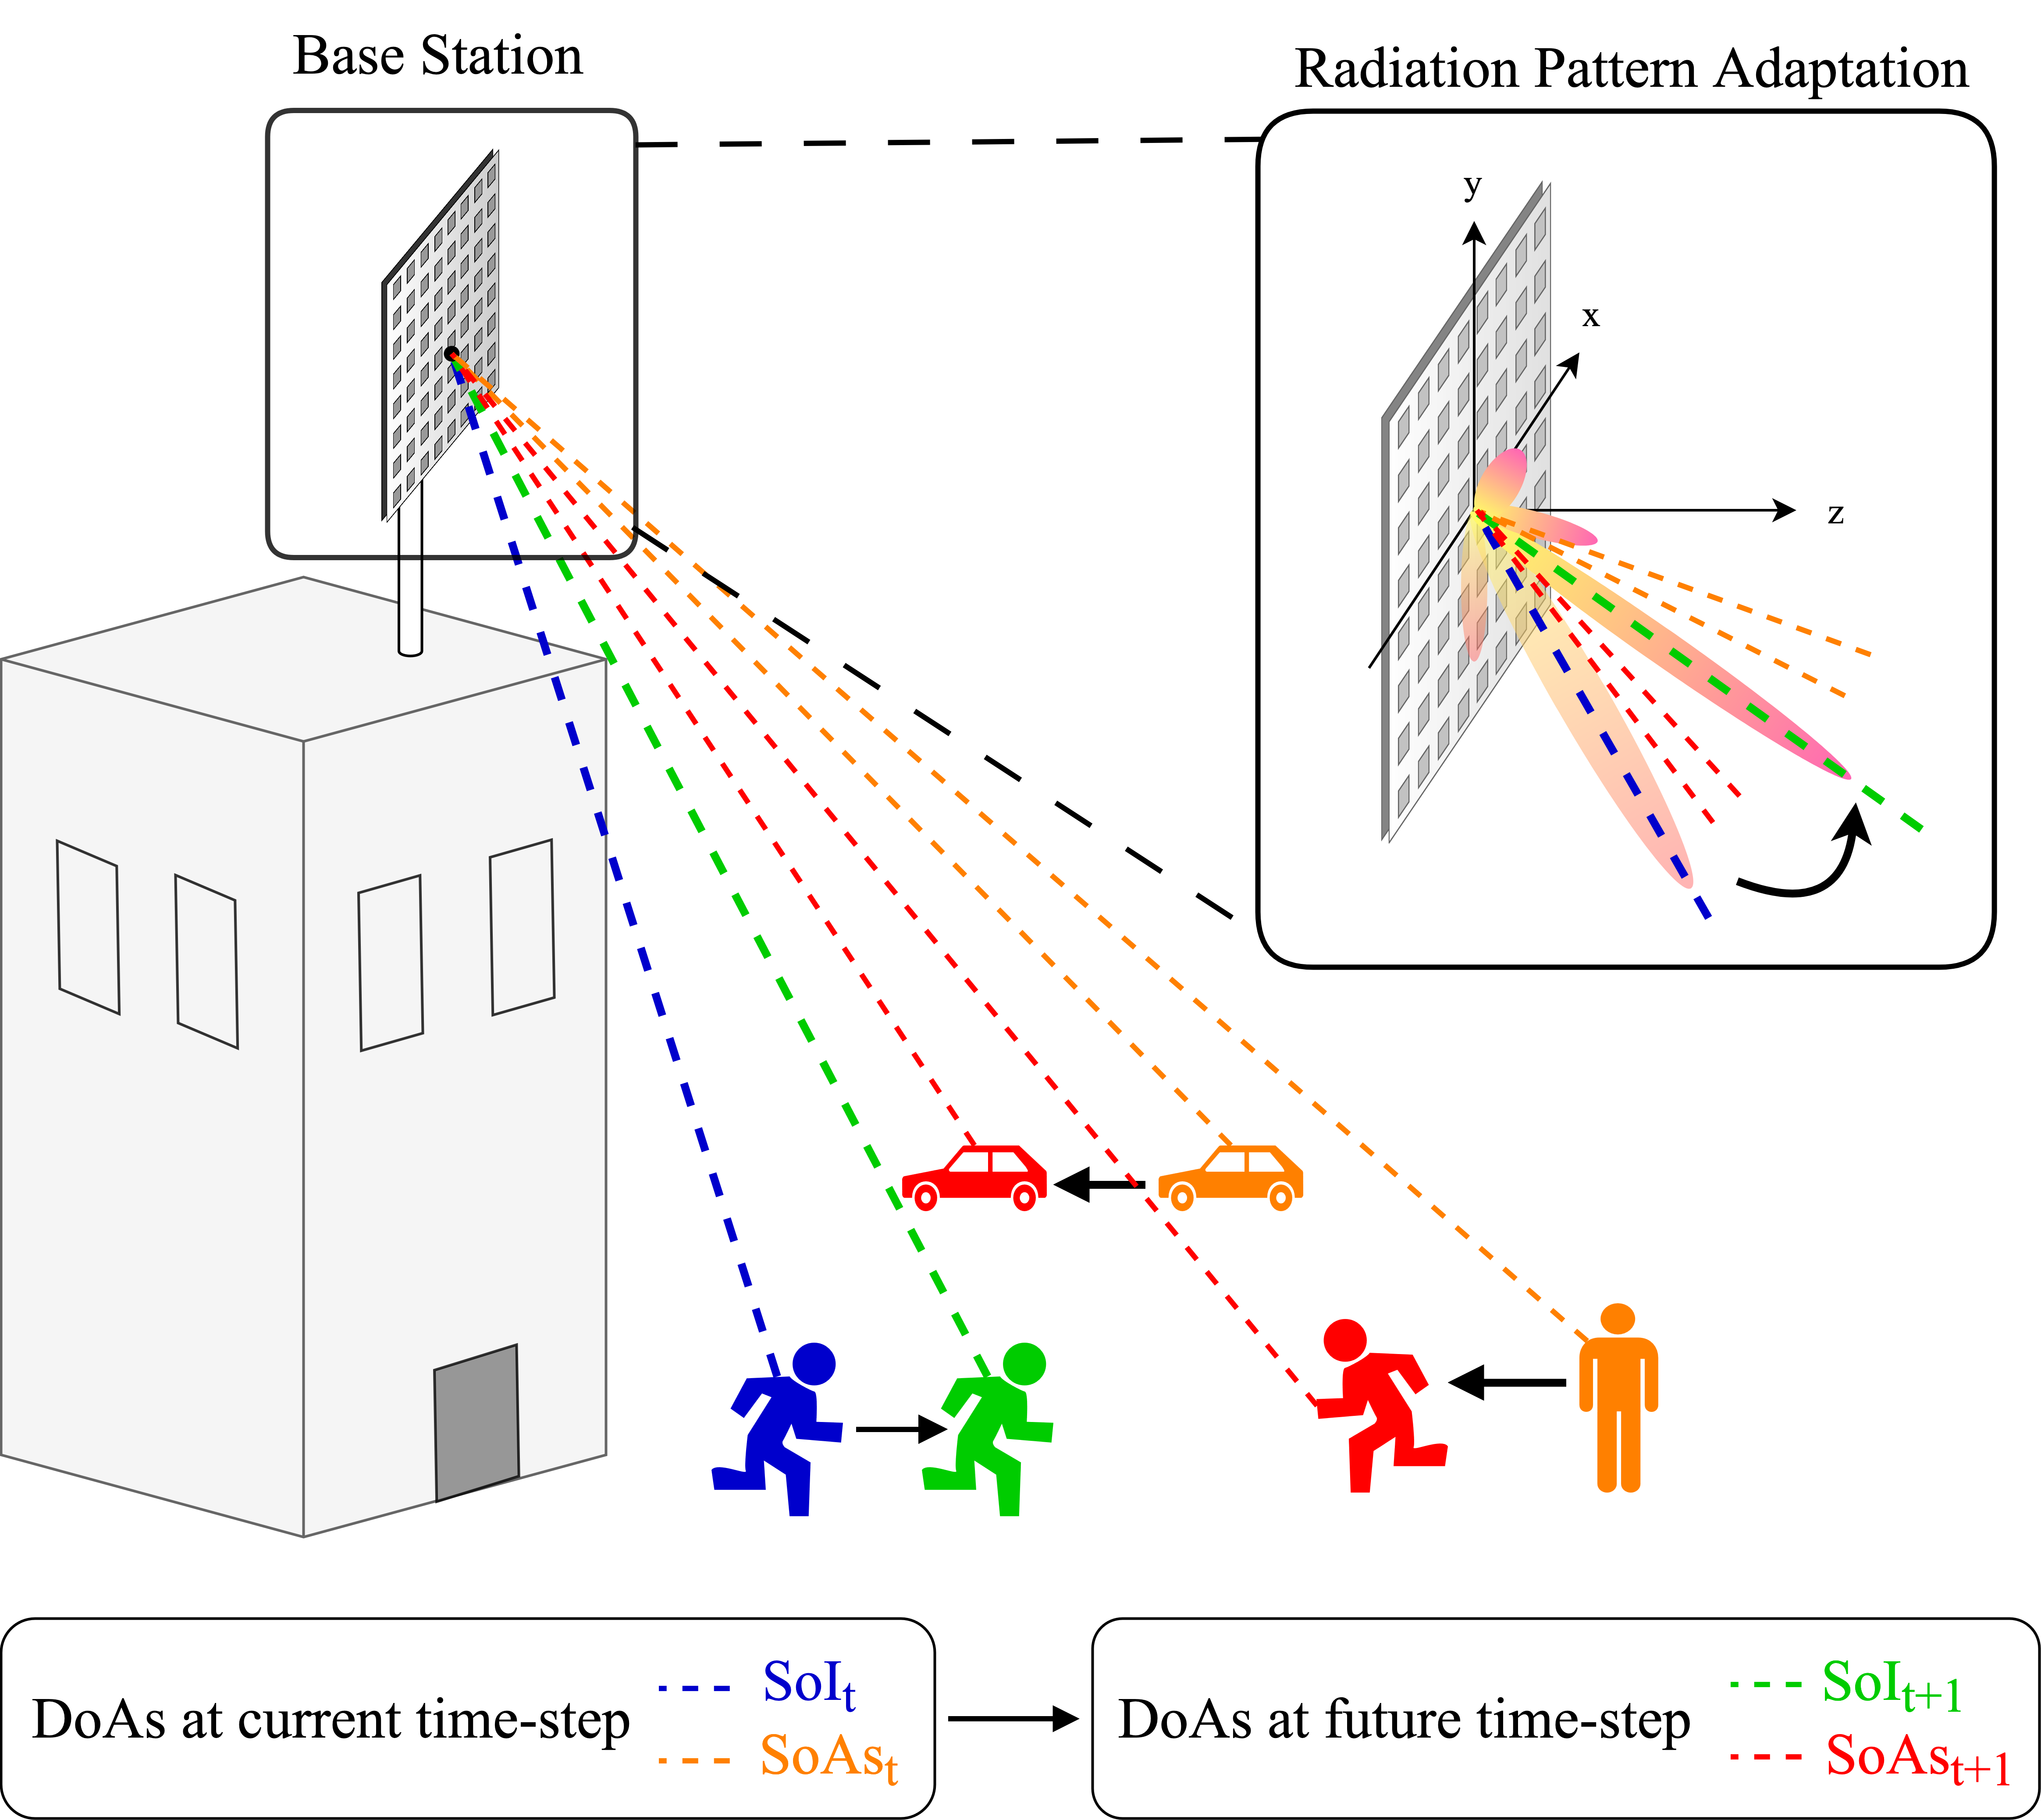 Base Station
Radiation Pattern Adaptation
y
x
z
DoAs at current time-step
SoI_t
SoAs_t
DoAs at future time-step
SoI_{t+1}
SoAs_{t+1}